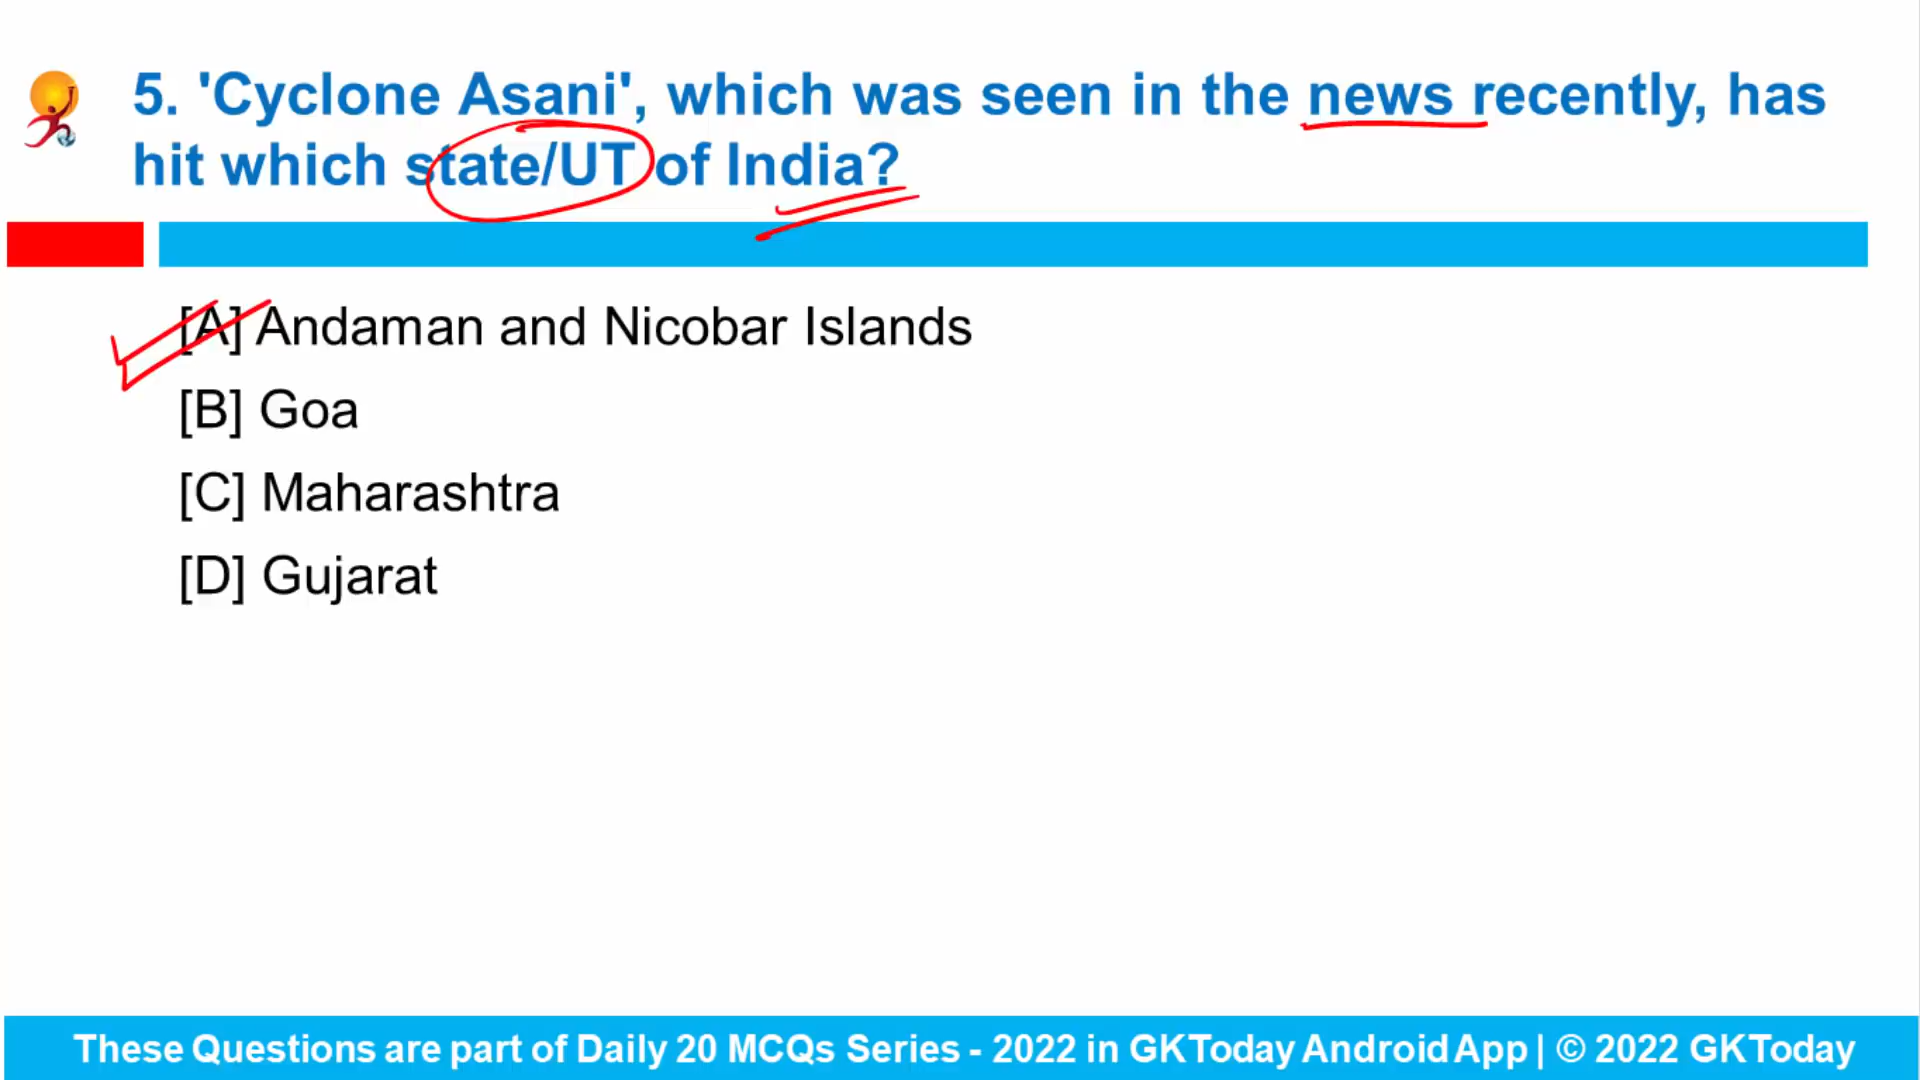 5. 'Cyclone Asani', which was seen in the news recently, has
hit which state/UT of India?
[A] Andaman and Nicobar Islands
[B] Goa
[C] Maharashtra
[D] Gujarat
These Questions are part of Daily 20 MCQs Series - 2022 in GKToday Android App | © 2022 GKToday